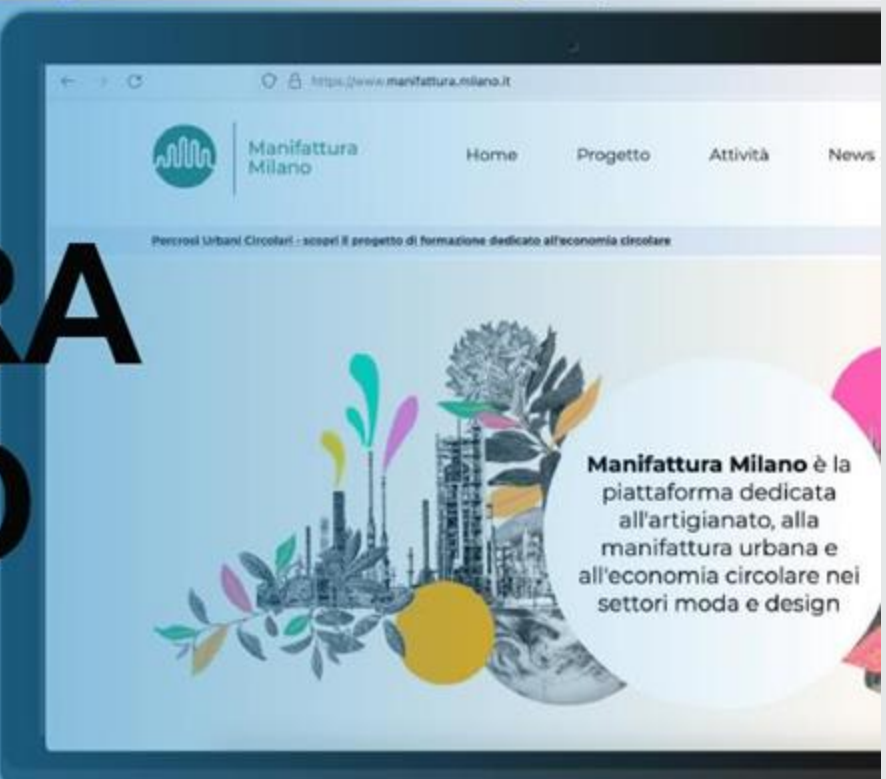 https://www.manifattura.milano.it
Manifattura
Milano
Home Progetto Attività News
Percrosi Urbani Circolari - scopri il progetto di formazione dedicato all'economia circolare
RA
O
Manifattura Milano è la
piattaforma dedicata
all'artigianato, alla
manifattura urbana e
all'economia circolare nei
settori moda e design